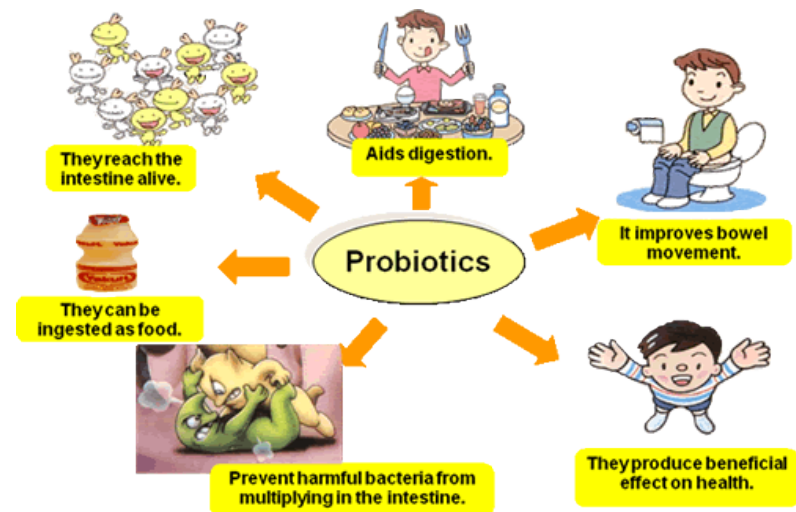 They reach the
intestine alive.
Aids digestion.
It improves bowel
movement.
Probiotics
They can be
ingested as food.
Prevent harmful bacteria from
multiplying in the intestine.
They produce beneficial
effect on health.